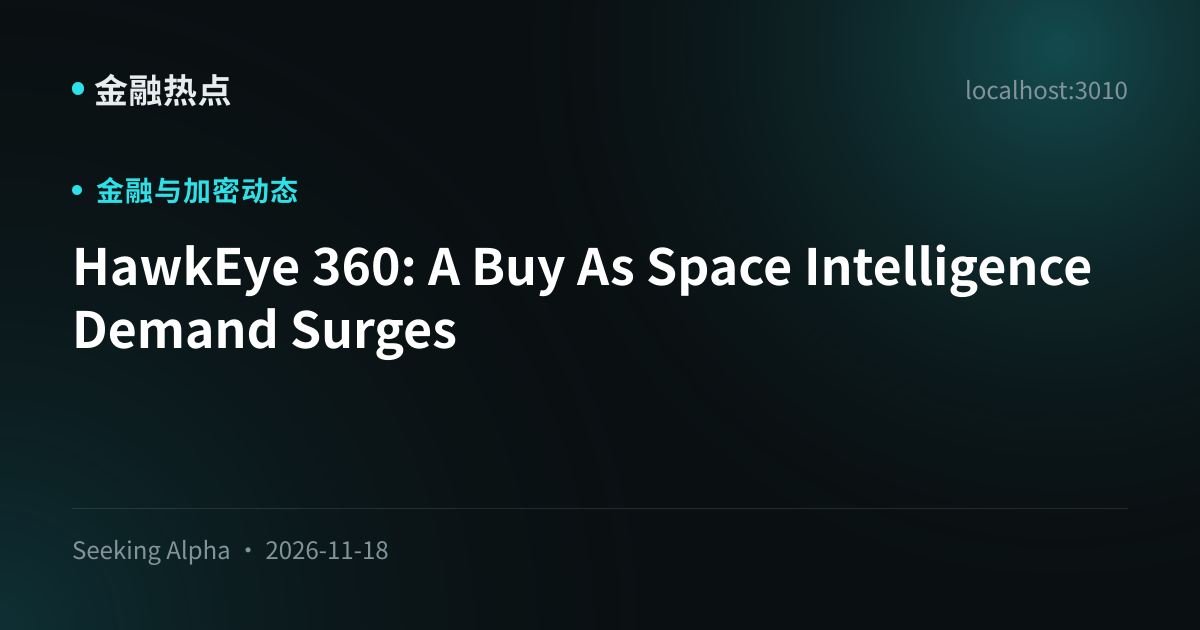 金融热点
localhost:3010
金融与加密动态
HawkEye 360: A Buy As Space Intelligence
Demand Surges
Seeking Alpha • 2026-11-18